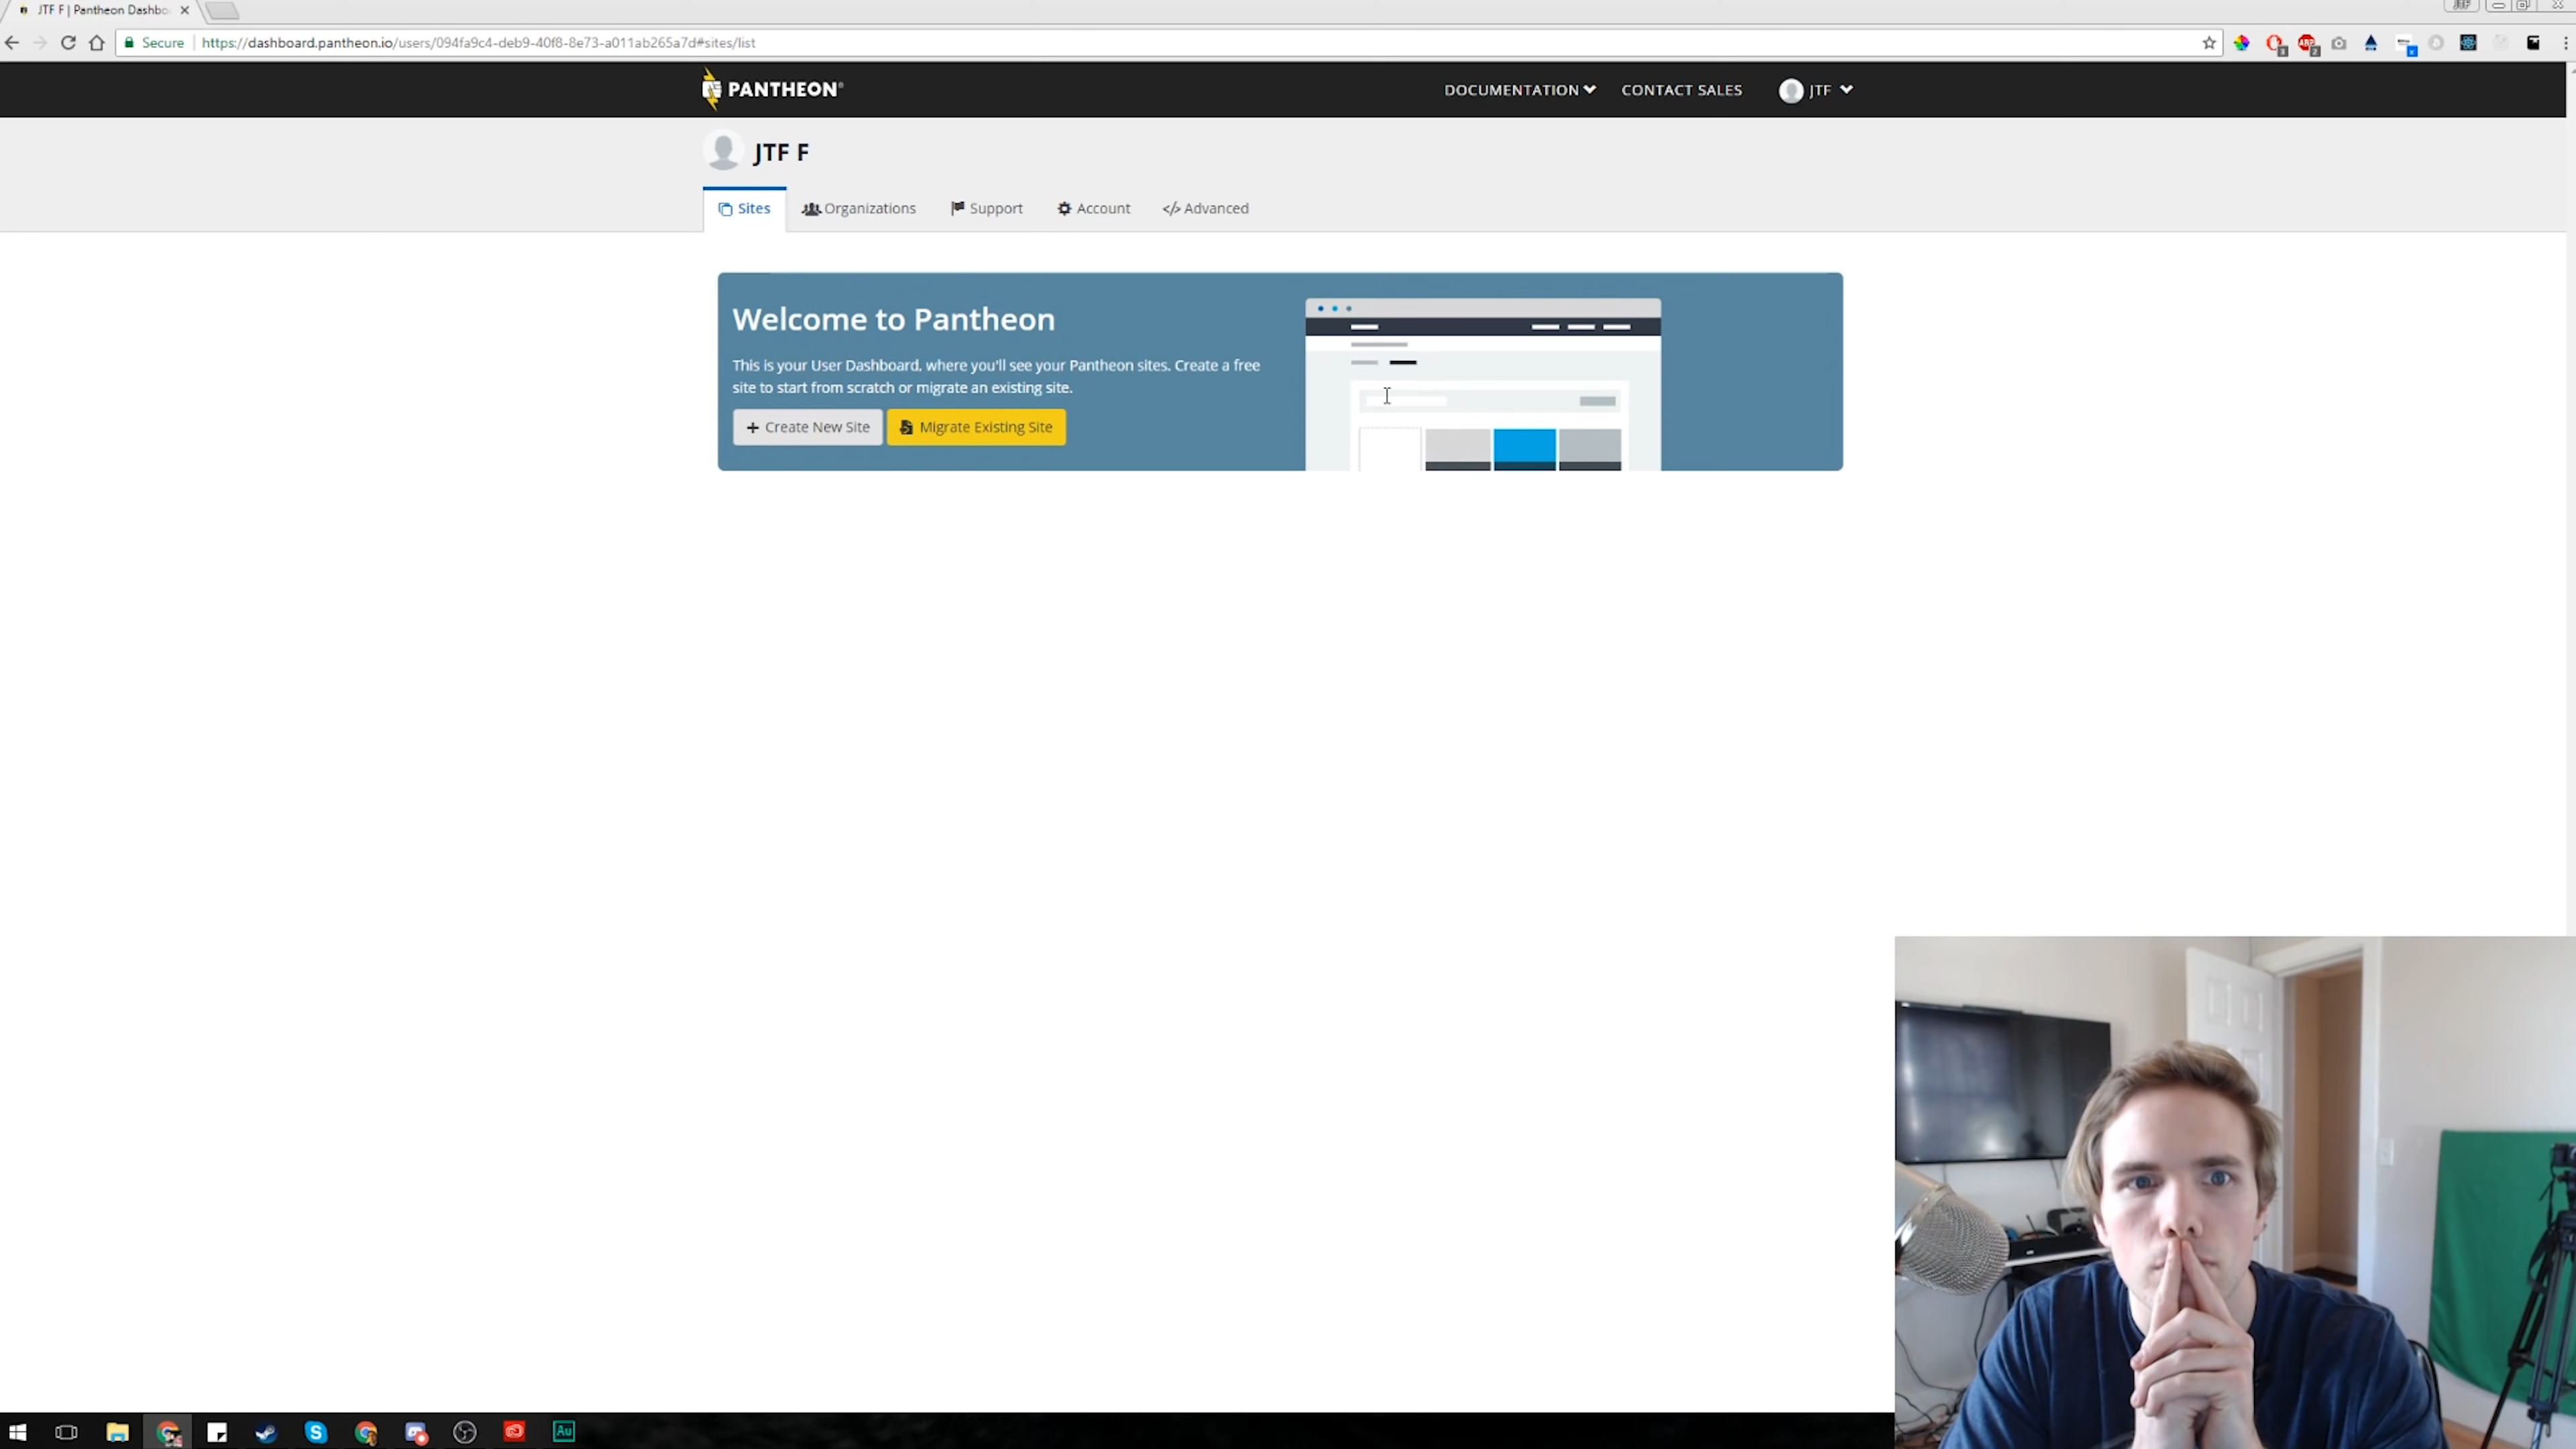 JTF F | Pantheon Dashbo
JTF
Secure
https://dashboard.pantheon.io/users/094fa9c4-deb9-40f8-8e73-a011ab265a7d#sites/list
PANTHEON
DOCUMENTATION
CONTACT SALES
JTF
JTF F
Sites
Organizations
Support
Account
</> Advanced
Welcome to Pantheon
This is your User Dashboard, where you'll see your Pantheon sites. Create a free
site to start from scratch or migrate an existing site.
+ Create New Site
Migrate Existing Site
Au